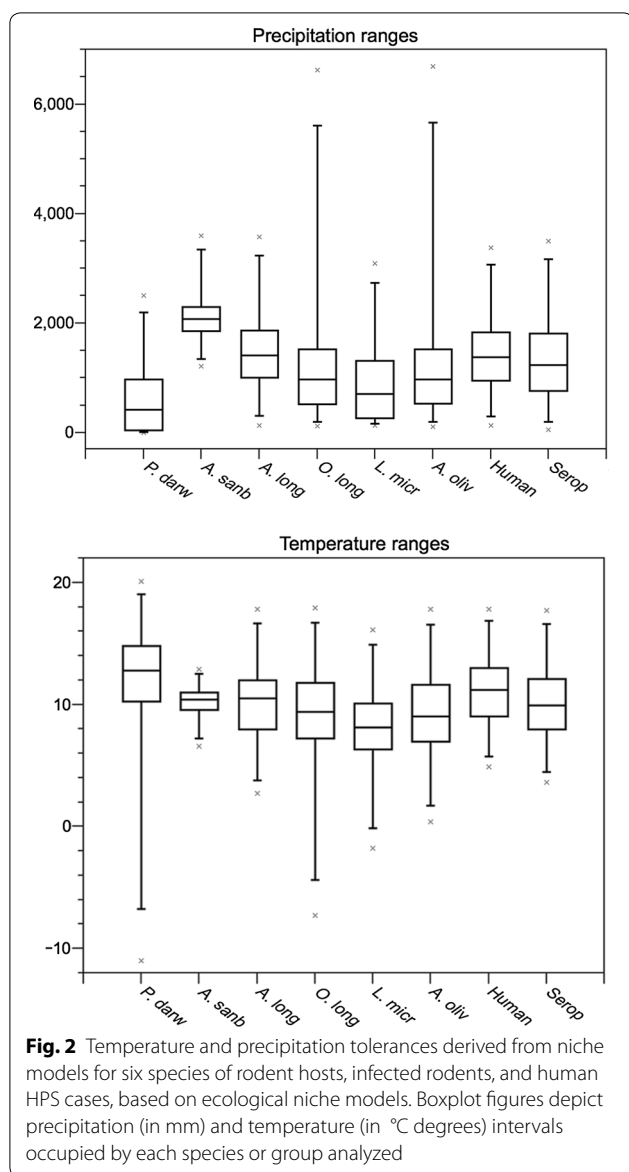 Precipitation ranges
6,000
4,000
2,000
0
P. darw
A. sanb
A. long
O. long
L. micr
A. oliv
Human
Serop
Temperature ranges
20
10
0
−10
P. darw
A. sanb
A. long
O. long
L. micr
A. oliv
Human
Serop
Fig. 2 Temperature and precipitation tolerances derived from niche
models for six species of rodent hosts, infected rodents, and human
HPS cases, based on ecological niche models. Boxplot figures depict
precipitation (in mm) and temperature (in °C degrees) intervals
occupied by each species or group analyzed